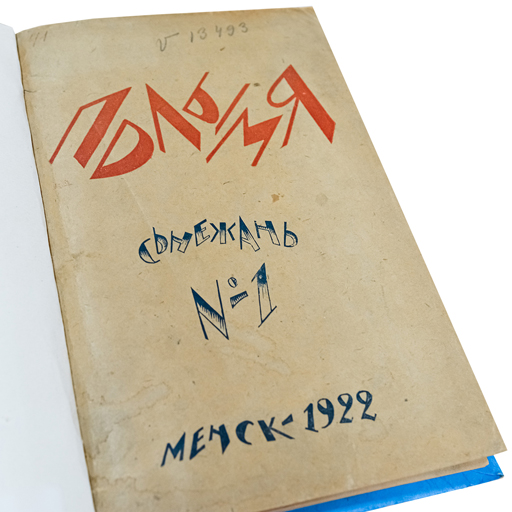 41
V 13493
ПОЛЫМЯ
СЬНЕЖАНЬ
№ 1
МЕНСК-1922